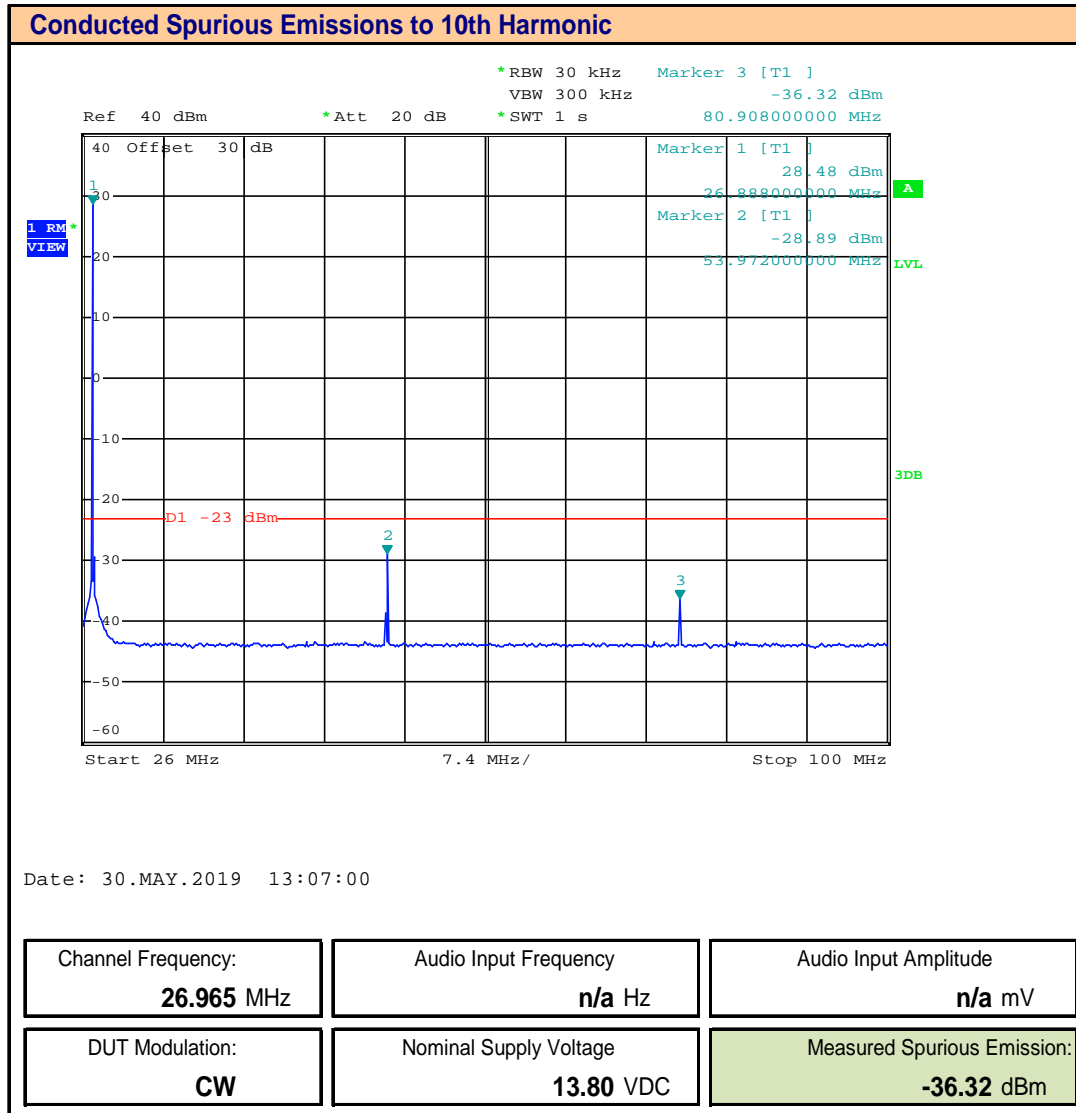 Conducted Spurious Emissions to 10th Harmonic
*RBW 30 kHz Marker 3 [T1 ]
VBW 300 kHz -36.32 dBm
Ref 40 dBm *Att 20 dB *SWT 1 s 80.908000000 MHz
40 Offset 30 dB Marker 1 [T1 ]
28.48 dBm
1
30 26.888000000 MHz A
Marker 2 [T1 ]
1 RM *
-28.89 dBm
VIEW
20 53.972000000 MHz LVL
10
0
-10
3DB
-20
D1 -23 dBm
2
-30
3
-40
-50
-60
Start 26 MHz 7.4 MHz/ Stop 100 MHz
Date: 30.MAY.2019 13:07:00
Channel Frequency: Audio Input Frequency Audio Input Amplitude
26.965 MHz n/a Hz n/a mV
DUT Modulation: Nominal Supply Voltage Measured Spurious Emission:
CW 13.80 VDC -36.32 dBm